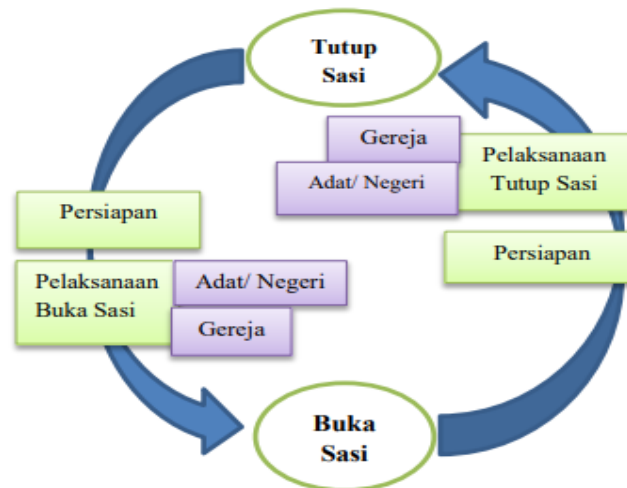 Tutup
Sasi
Gereja
Adat/ Negeri
Pelaksanaan
Tutup Sasi
Persiapan
Persiapan
Pelaksanaan
Buka Sasi
Adat/ Negeri
Gereja
Buka
Sasi